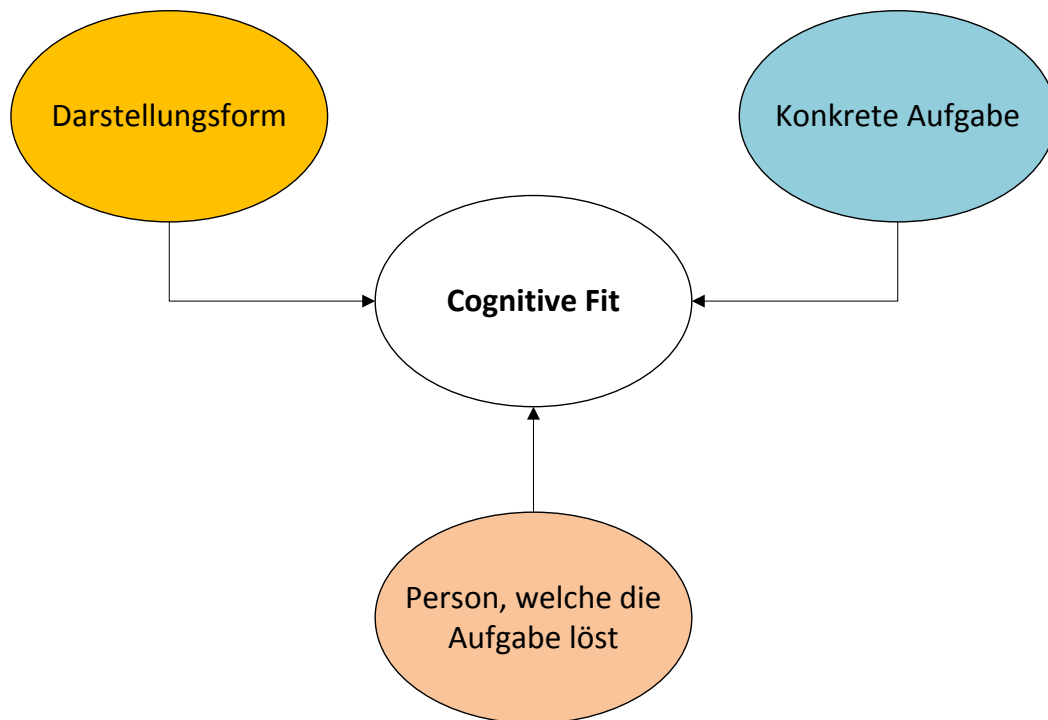 Darstellungsform
Konkrete Aufgabe
Cognitive Fit
Person, welche die
Aufgabe löst